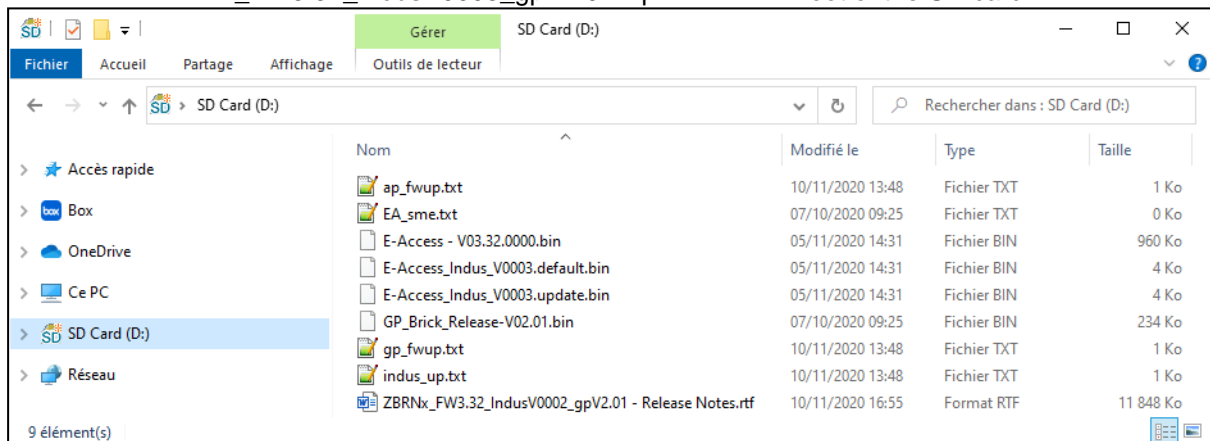 Gérer SD Card (D:)
Fichier Accueil Partage Affichage Outils de lecteur
SD Card (D:) Rechercher dans : SD Card (D:)
Nom Modifié le Type Taille
Accès rapide
Box
OneDrive
Ce PC
SD Card (D:)
Réseau
ap_fwup.txt 10/11/2020 13:48 Fichier TXT 1 Ko
EA_sme.txt 07/10/2020 09:25 Fichier TXT 0 Ko
E-Access - V03.32.0000.bin 05/11/2020 14:31 Fichier BIN 960 Ko
E-Access_Indus_V0003.default.bin 05/11/2020 14:31 Fichier BIN 4 Ko
E-Access_Indus_V0003.update.bin 05/11/2020 14:31 Fichier BIN 4 Ko
GP_Brick_Release-V02.01.bin 07/10/2020 09:25 Fichier BIN 234 Ko
gp_fwup.txt 10/11/2020 13:48 Fichier TXT 1 Ko
indus_up.txt 10/11/2020 13:48 Fichier TXT 1 Ko
ZBRNx_FW3.32_IndusV0002_gpV2.01 - Release Notes.rtf 10/11/2020 16:55 Format RTF 11 848 Ko
9 élément(s)